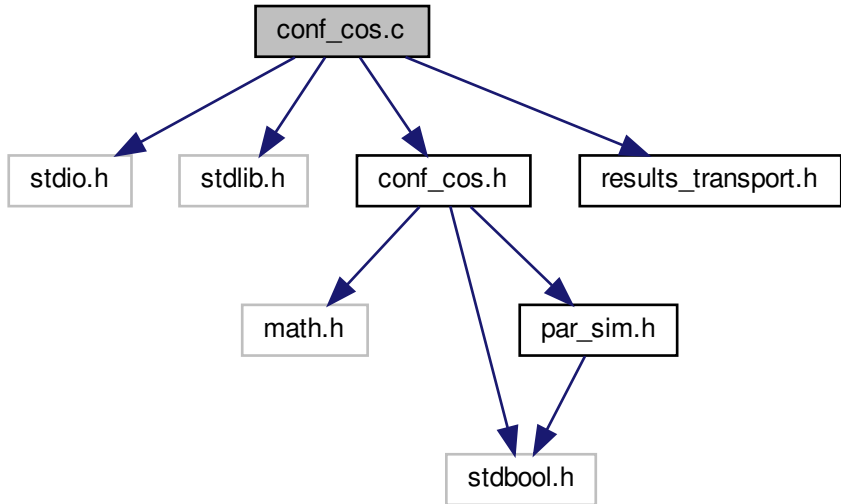 conf_cos.c
stdio.h
stdlib.h
conf_cos.h
results_transport.h
math.h
par_sim.h
stdbool.h